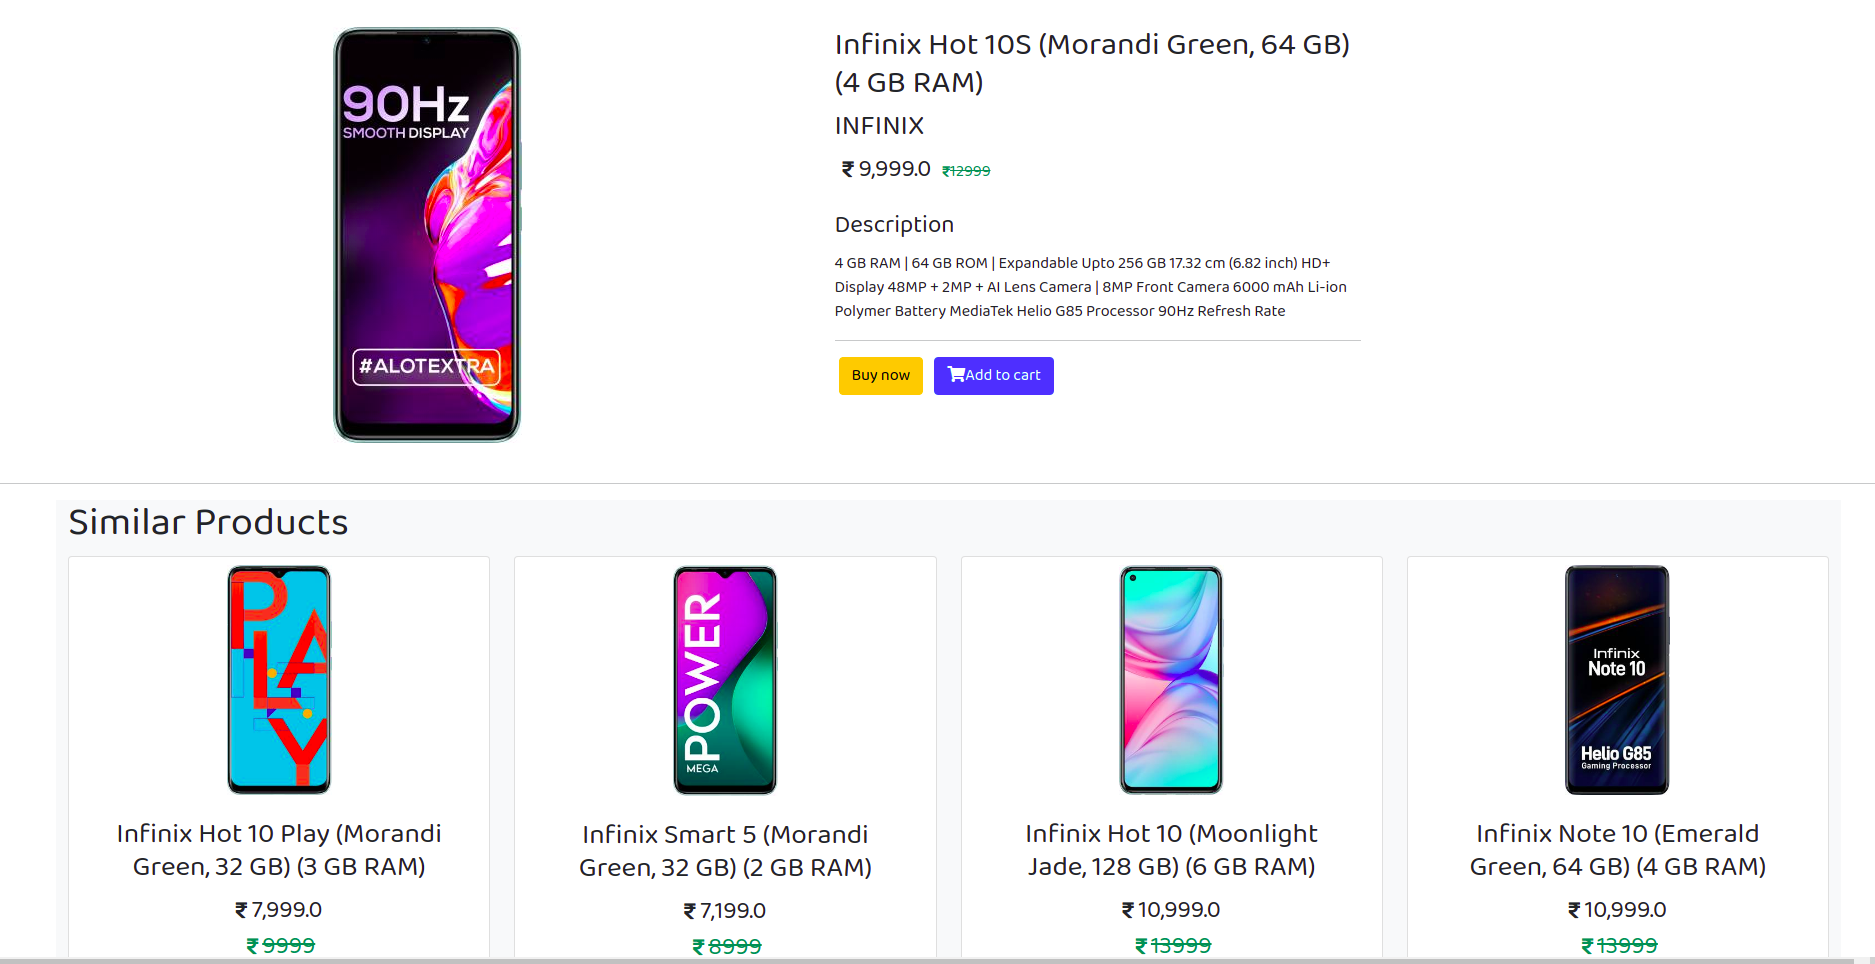 90Hz
SMOOTH DISPLAY
#ALOTEXTRA
Infinix Hot 10S (Morandi Green, 64 GB)
(4 GB RAM)
INFINIX
₹ 9,999.0 ₹12999
Description
4 GB RAM | 64 GB ROM | Expandable Upto 256 GB 17.32 cm (6.82 inch) HD+
Display 48MP + 2MP + AI Lens Camera | 8MP Front Camera 6000 mAh Li-ion
Polymer Battery MediaTek Helio G85 Processor 90Hz Refresh Rate
Buy now Add to cart
Similar Products
PLAY
POWER
MEGA
Infinix
Note 10
Helio G85
Gaming Processor
Infinix Hot 10 Play (Morandi
Green, 32 GB) (3 GB RAM)
₹ 7,999.0
₹ 9999
Infinix Smart 5 (Morandi
Green, 32 GB) (2 GB RAM)
₹ 7,199.0
₹ 8999
Infinix Hot 10 (Moonlight
Jade, 128 GB) (6 GB RAM)
₹ 10,999.0
₹ 13999
Infinix Note 10 (Emerald
Green, 64 GB) (4 GB RAM)
₹ 10,999.0
₹ 13999